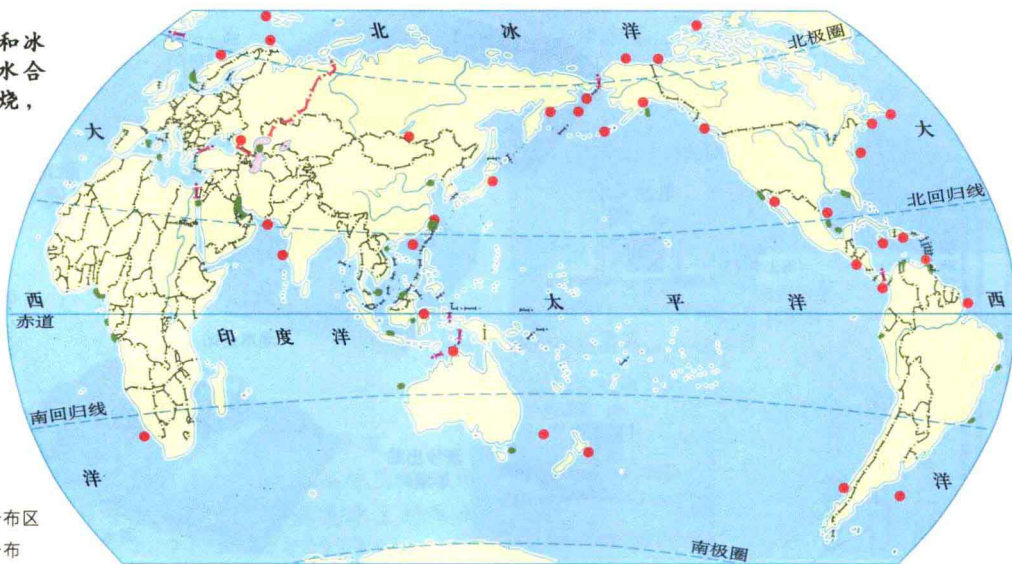 和冰
水合
烧，
北冰洋
北极圈
大
大
北回归线
西
赤道
太平洋
西
印度洋
南回归线
洋
洋
布区
布
南极圈